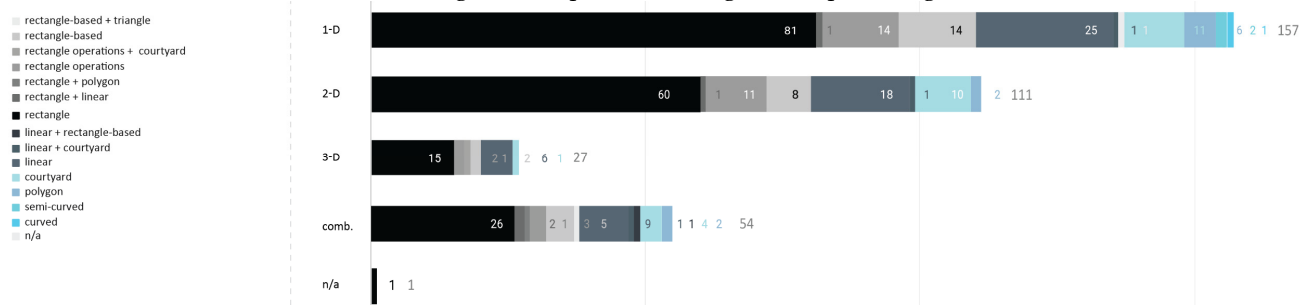 rectangle-based + triangle
rectangle-based
rectangle operations + courtyard
rectangle operations
rectangle + polygon
rectangle + linear
rectangle
linear + rectangle-based
linear + courtyard
linear
courtyard
polygon
semi-curved
curved
n/a
1-D 81 1 14 14 25 1 1 11 6 2 1 157
2-D 60 1 11 8 18 1 10 2 111
3-D 15 2 1 2 6 1 27
comb. 26 2 1 3 5 9 1 1 4 2 54
n/a 1 1